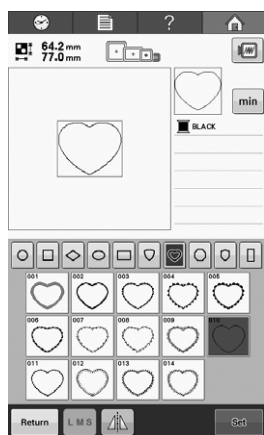 ?
64.2 mm
77.0 mm
min
BLACK
001 002 003 004 005
006 007 008 009 010
011 012 013 014
Return L M S Set